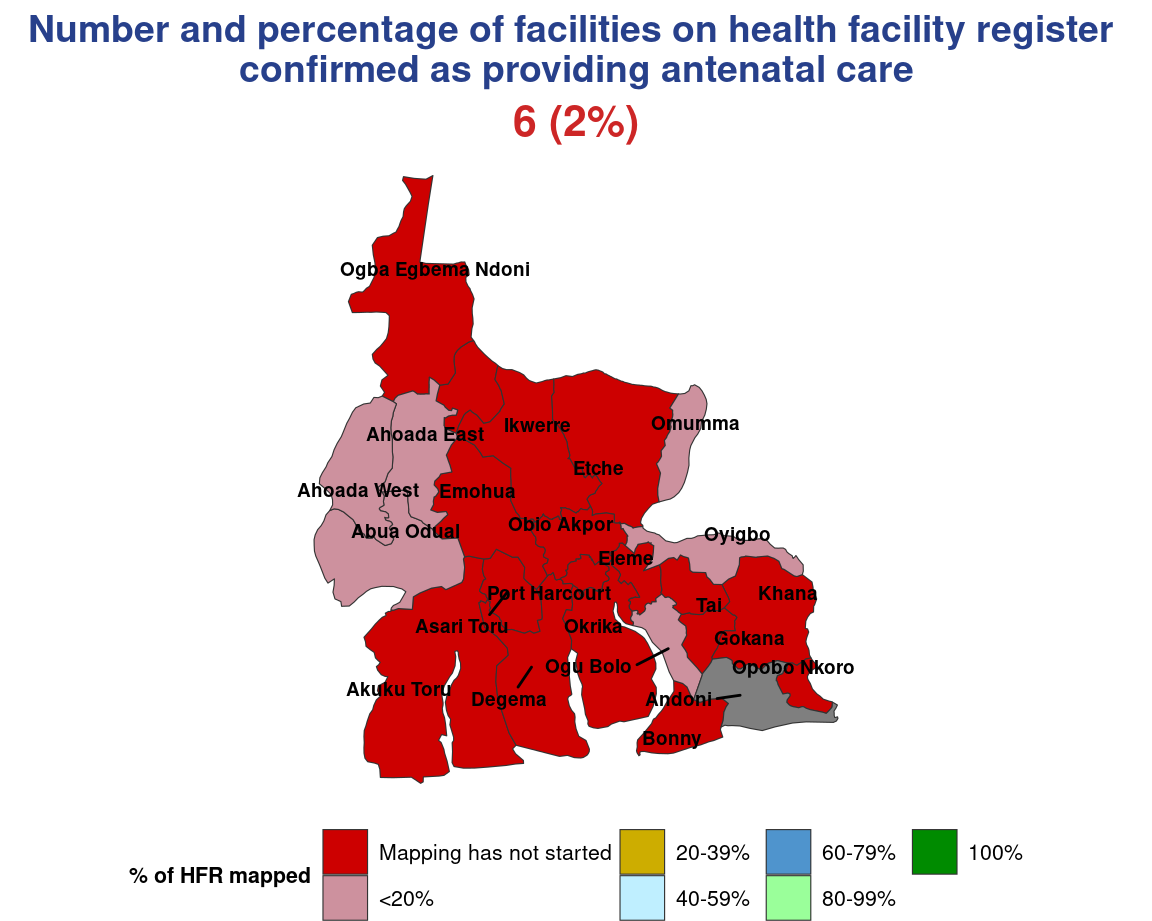 Number and percentage of facilities on health facility register
confirmed as providing antenatal care
6 (2%)
Ogba Egbema Ndoni
Omumma
Ikwerre
Ahoada East
Etche
Ahoada West
Emohua
Obio Akpor
Abua Odual
Oyigbo
Eleme
Port Harcourt
Khana
Tai
Asari Toru
Okrika
Gokana
Ogu Bolo
Opobo Nkoro
Akuku Toru
Degema
Andoni
Bonny
% of HFR mapped
Mapping has not started
<20%
20-39%
40-59%
60-79%
80-99%
100%